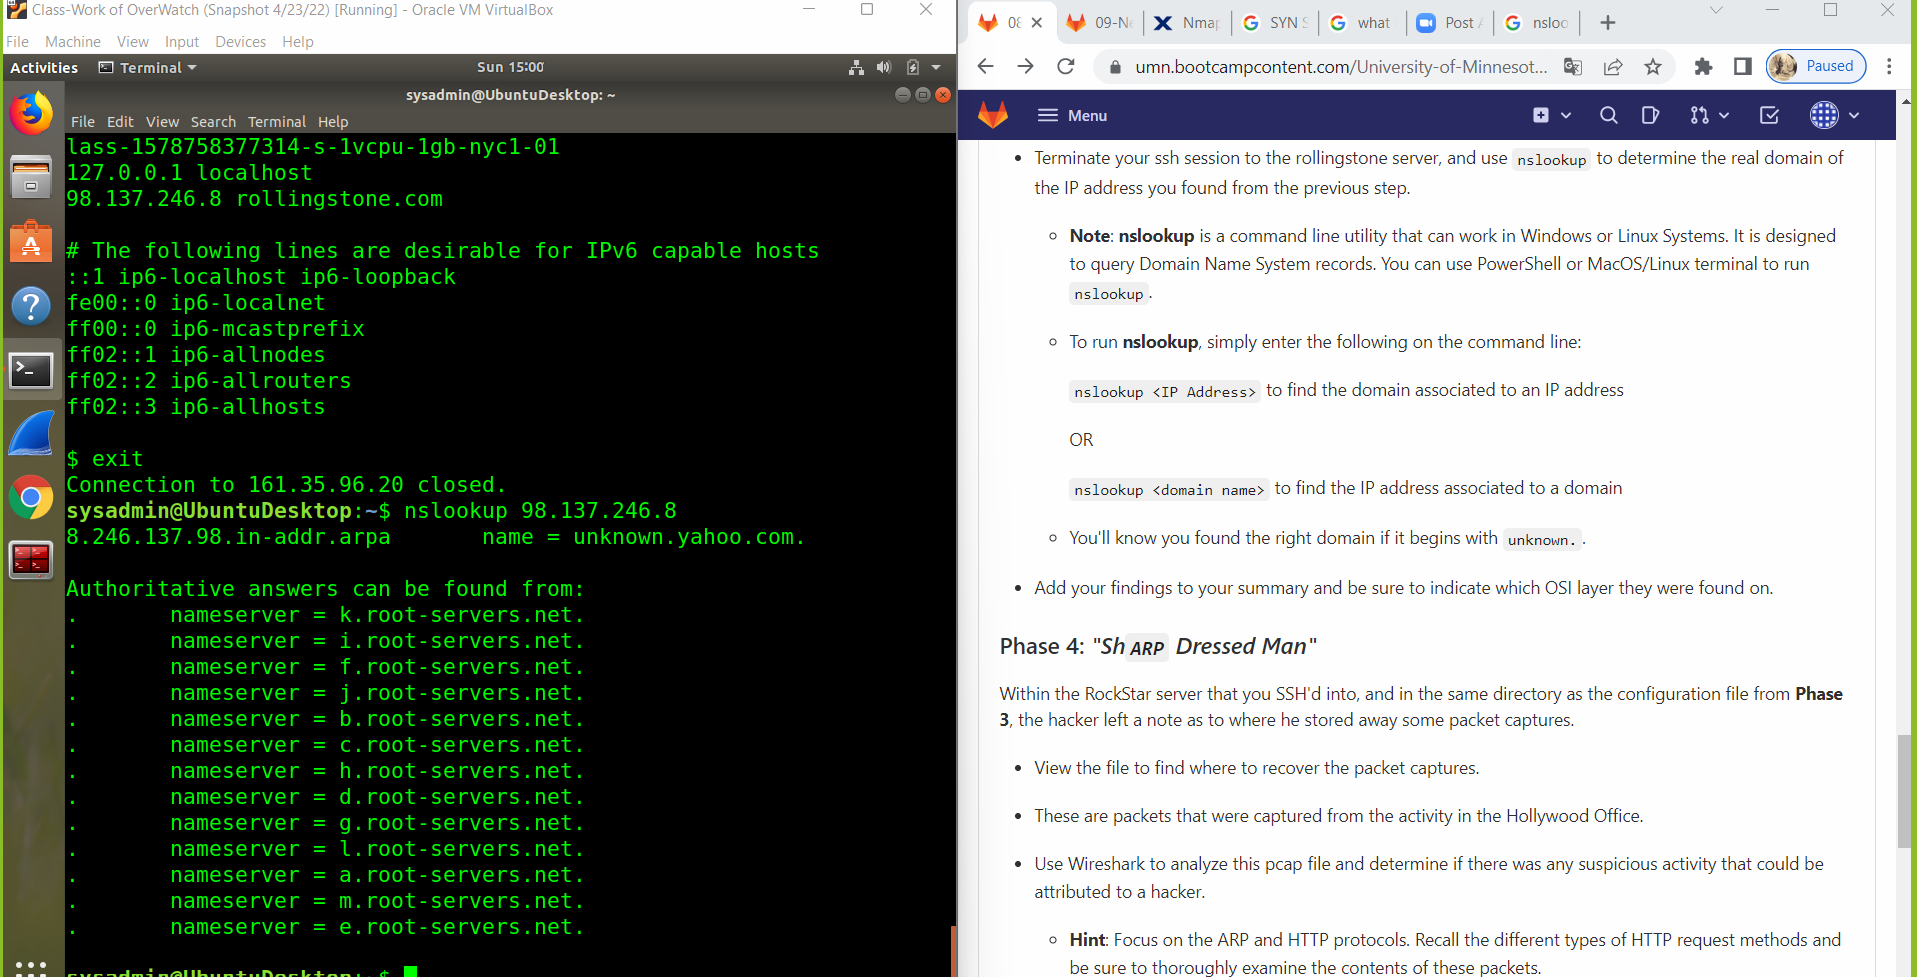 Class-Work of OverWatch (Snapshot 4/23/22) [Running] - Oracle VM VirtualBox
File Machine View Input Devices Help
Activities Terminal Sun 15:00
sysadmin@UbuntuDesktop: ~
File Edit View Search Terminal Help
lass-1578758377314-s-1vcpu-1gb-nyc1-01
127.0.0.1 localhost
98.137.246.8 rollingstone.com
# The following lines are desirable for IPv6 capable hosts
::1 ip6-localhost ip6-loopback
fe00::0 ip6-localnet
ff00::0 ip6-mcastprefix
ff02::1 ip6-allnodes
ff02::2 ip6-allrouters
ff02::3 ip6-allhosts
$ exit
Connection to 161.35.96.20 closed.
sysadmin@UbuntuDesktop:~$ nslookup 98.137.246.8
8.246.137.98.in-addr.arpa name = unknown.yahoo.com.
Authoritative answers can be found from:
. nameserver = k.root-servers.net.
. nameserver = i.root-servers.net.
. nameserver = f.root-servers.net.
. nameserver = j.root-servers.net.
. nameserver = b.root-servers.net.
. nameserver = c.root-servers.net.
. nameserver = h.root-servers.net.
. nameserver = d.root-servers.net.
. nameserver = g.root-servers.net.
. nameserver = l.root-servers.net.
. nameserver = a.root-servers.net.
. nameserver = m.root-servers.net.
. nameserver = e.root-servers.net.
sysadmin@UbuntuDesktop:~$
08 09-Ne Nmap SYN S what Post A nsloo
umn.bootcampcontent.com/University-of-Minnesot... Paused
Menu
• Terminate your ssh session to the rollingstone server, and use nslookup to determine the real domain of
the IP address you found from the previous step.
Note: nslookup is a command line utility that can work in Windows or Linux Systems. It is designed
to query Domain Name System records. You can use PowerShell or MacOS/Linux terminal to run
nslookup.
To run nslookup, simply enter the following on the command line:
nslookup <IP Address> to find the domain associated to an IP address
OR
nslookup <domain name> to find the IP address associated to a domain
You'll know you found the right domain if it begins with unknown. .
• Add your findings to your summary and be sure to indicate which OSI layer they were found on.
Phase 4: "ShARP Dressed Man"
Within the RockStar server that you SSH'd into, and in the same directory as the configuration file from Phase
3, the hacker left a note as to where he stored away some packet captures.
• View the file to find where to recover the packet captures.
• These are packets that were captured from the activity in the Hollywood Office.
• Use Wireshark to analyze this pcap file and determine if there was any suspicious activity that could be
attributed to a hacker.
Hint: Focus on the ARP and HTTP protocols. Recall the different types of HTTP request methods and
be sure to thoroughly examine the contents of these packets.